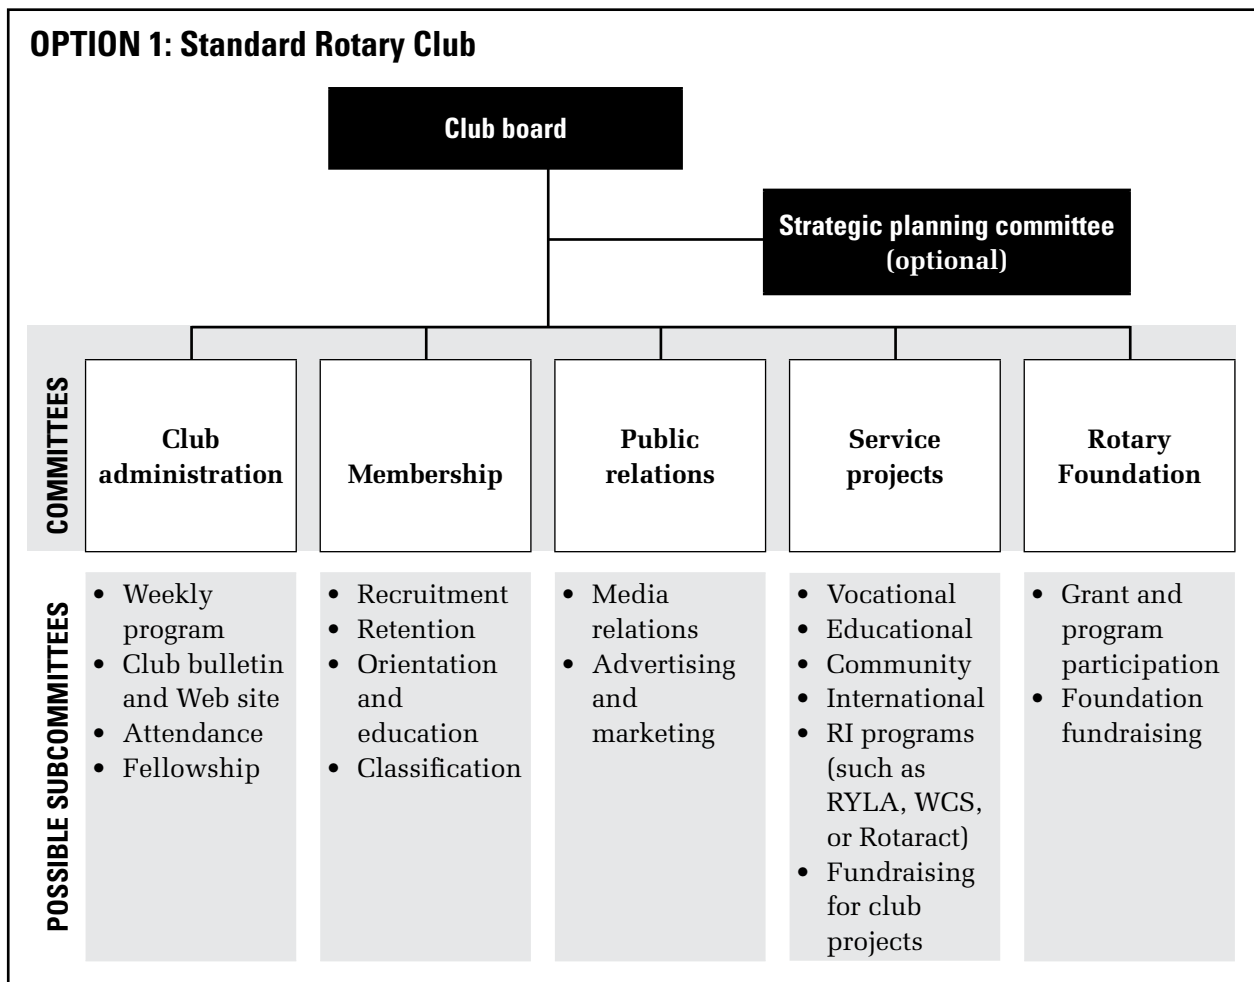 OPTION 1: Standard Rotary Club
Club board
Strategic planning committee
(optional)
COMMITTEES
Club
administration
Membership
Public
relations
Service
projects
Rotary
Foundation
POSSIBLE SUBCOMMITTEES
• Weekly
program
• Club bulletin
and Web site
• Attendance
• Fellowship
• Recruitment
• Retention
• Orientation
and
education
• Classification
• Media
relations
• Advertising
and
marketing
• Vocational
• Educational
• Community
• International
• RI programs
(such as
RYLA, WCS,
or Rotaract)
• Fundraising
for club
projects
• Grant and
program
participation
• Foundation
fundraising